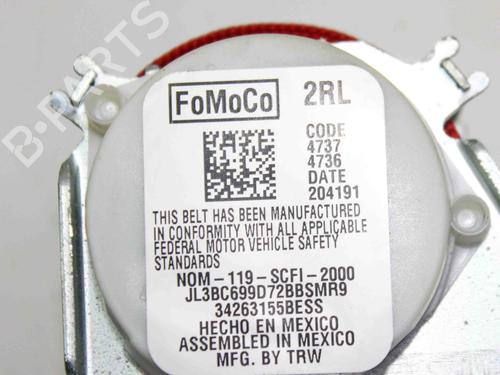 FoMoCo 2RL
CODE
4737
4736
DATE
204191
THIS BELT HAS BEEN MANUFACTURED
IN CONFORMITY WITH ALL APPLICABLE
FEDERAL MOTOR VEHICLE SAFETY
STANDARDS
NOM-119-SCFI-2000
JL3BC699D72BBSMR9
34263155BESS
HECHO EN MEXICO
ASSEMBLED IN MEXICO
MFG. BY TRW
B-PARTS